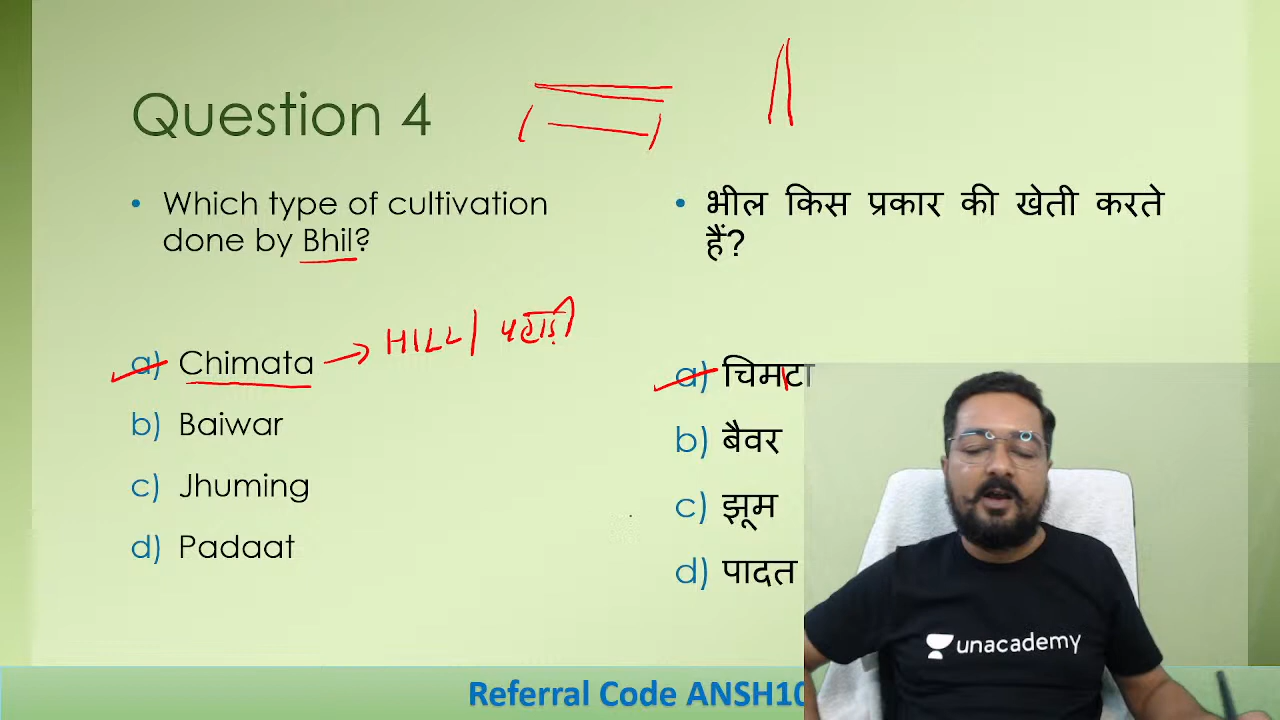 Question 4
• Which type of cultivation
done by Bhil?
a) Chimata → HILL | पहाड़ी
b) Baiwar
c) Jhuming
d) Padaat
• भील किस प्रकार की खेती करते
हैं?
a) चिमटा
b) बैवर
c) झूम
d) पादत
unacademy
Referral Code ANSH10